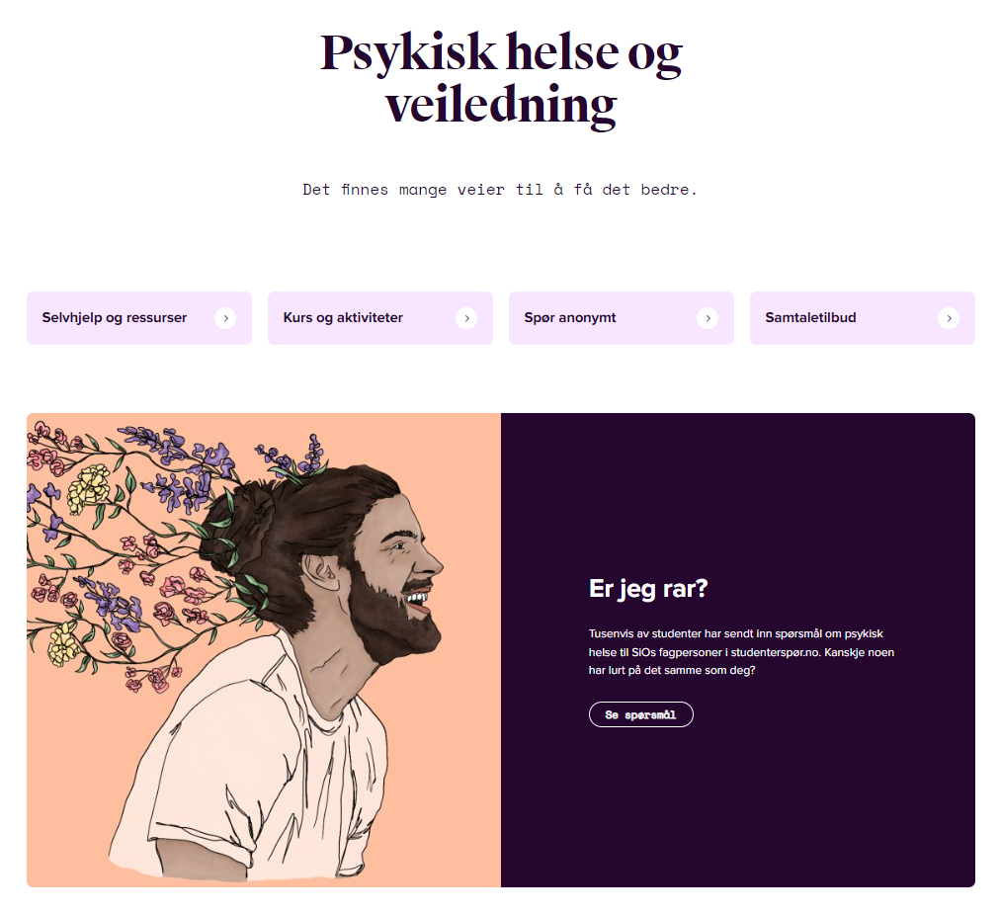 Psykisk helse og
veiledning
Det finnes mange veier til å få det bedre.
Selvhjelp og ressurser
Kurs og aktiviteter
Spør anonymt
Samtaletilbud
Er jeg rar?
Tusenvis av studenter har sendt inn spørsmål om psykisk
helse til SiOs fagpersoner i studenterspør.no. Kanskje noen
har lurt på det samme som deg?
Se spørsmål